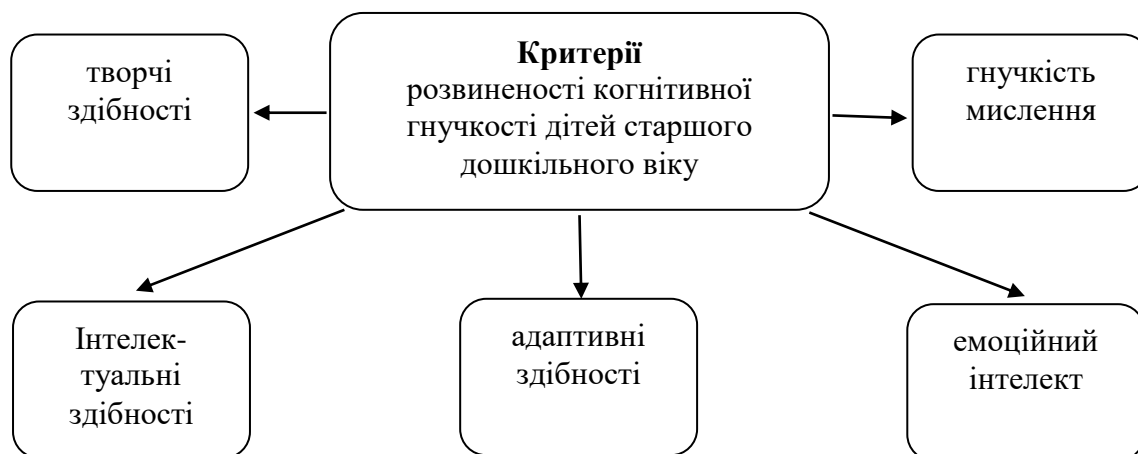 творчі
здібності
Критерії
розвиненості когнітивної
гнучкості дітей старшого
дошкільного віку
гнучкість
мислення
Інтелек-
туальні
здібності
адаптивні
здібності
емоційний
інтелект